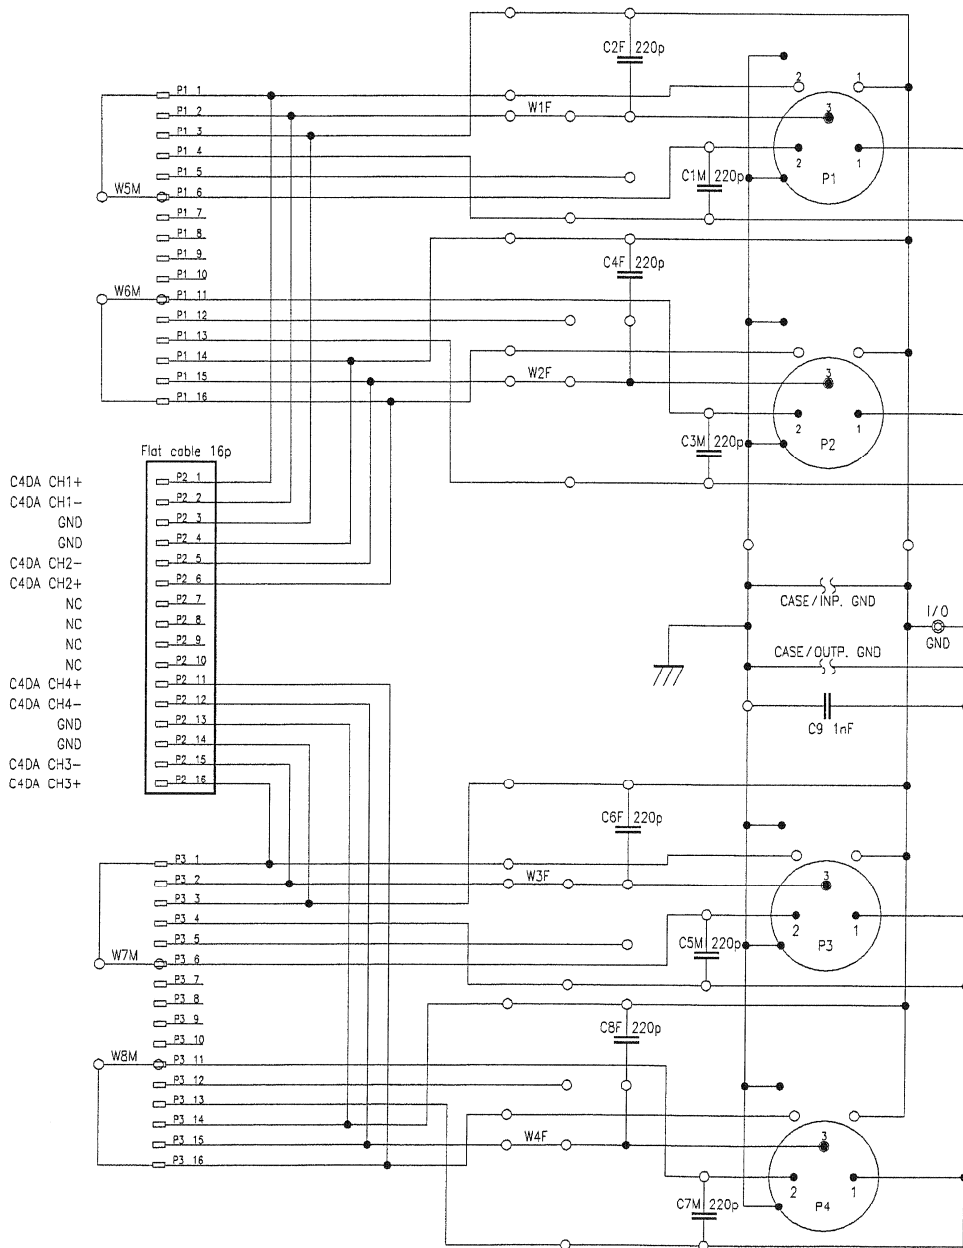 C2F 220p
2 1
P1 1
3
P1 2
W1F
P1 3
P1 4
2 1
P1 5
C1M 220p
P1
W5M
P1 6
P1 7
P1 8
P1 9
C4F 220p
P1 10
W6M
P1 11
P1 12
P1 13
P1 14
3
P1 15
W2F
P1 16
2 1
C3M 220p
P2
Flat cable 16p
C4DA CH1+
P2 1
C4DA CH1-
P2 2
GND
P2 3
GND
P2 4
C4DA CH2-
P2 5
C4DA CH2+
P2 6
NC
P2 7
CASE/INP. GND
NC
P2 8
I/O
GND
NC
P2 9
CASE/OUTP. GND
NC
P2 10
C4DA CH4+
P2 11
C4DA CH4-
P2 12
GND
P2 13
C9 1nF
GND
P2 14
C4DA CH3-
P2 15
C4DA CH3+
P2 16
C6F 220p
P3 1
P3 2
W3F
3
P3 3
P3 4
2 1
P3 5
C5M 220p
P3
W7M
P3 6
P3 7
P3 8
P3 9
C8F 220p
P3 10
W8M
P3 11
P3 12
P3 13
P3 14
3
P3 15
W4F
P3 16
2 1
C7M 220p
P4